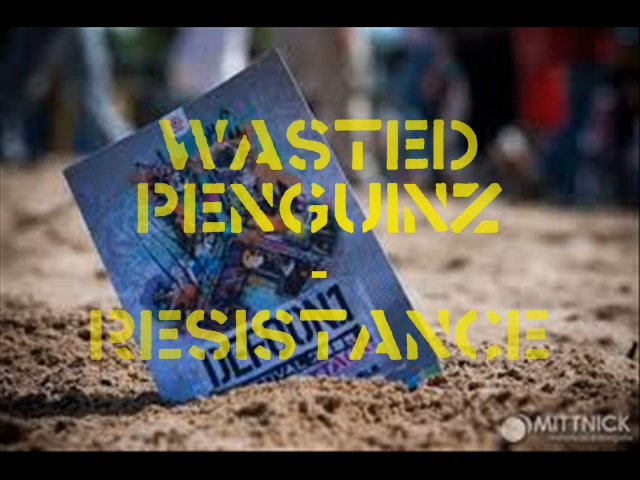 WASTED
PENGUINZ
-
RESISTANCE
DEFQON.1
MITTNICK